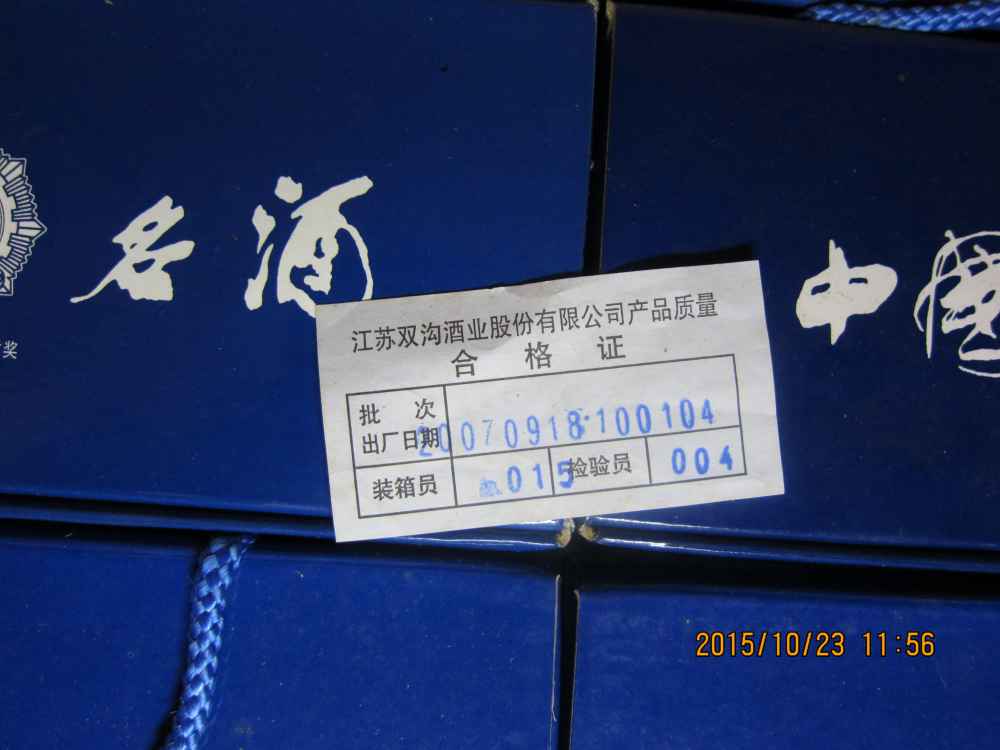 名酒
中国
奖
江苏双沟酒业股份有限公司产品质量
合格证
批次
出厂日期
20070918100104
装箱员
015
检验员
004
2015/10/23 11:56